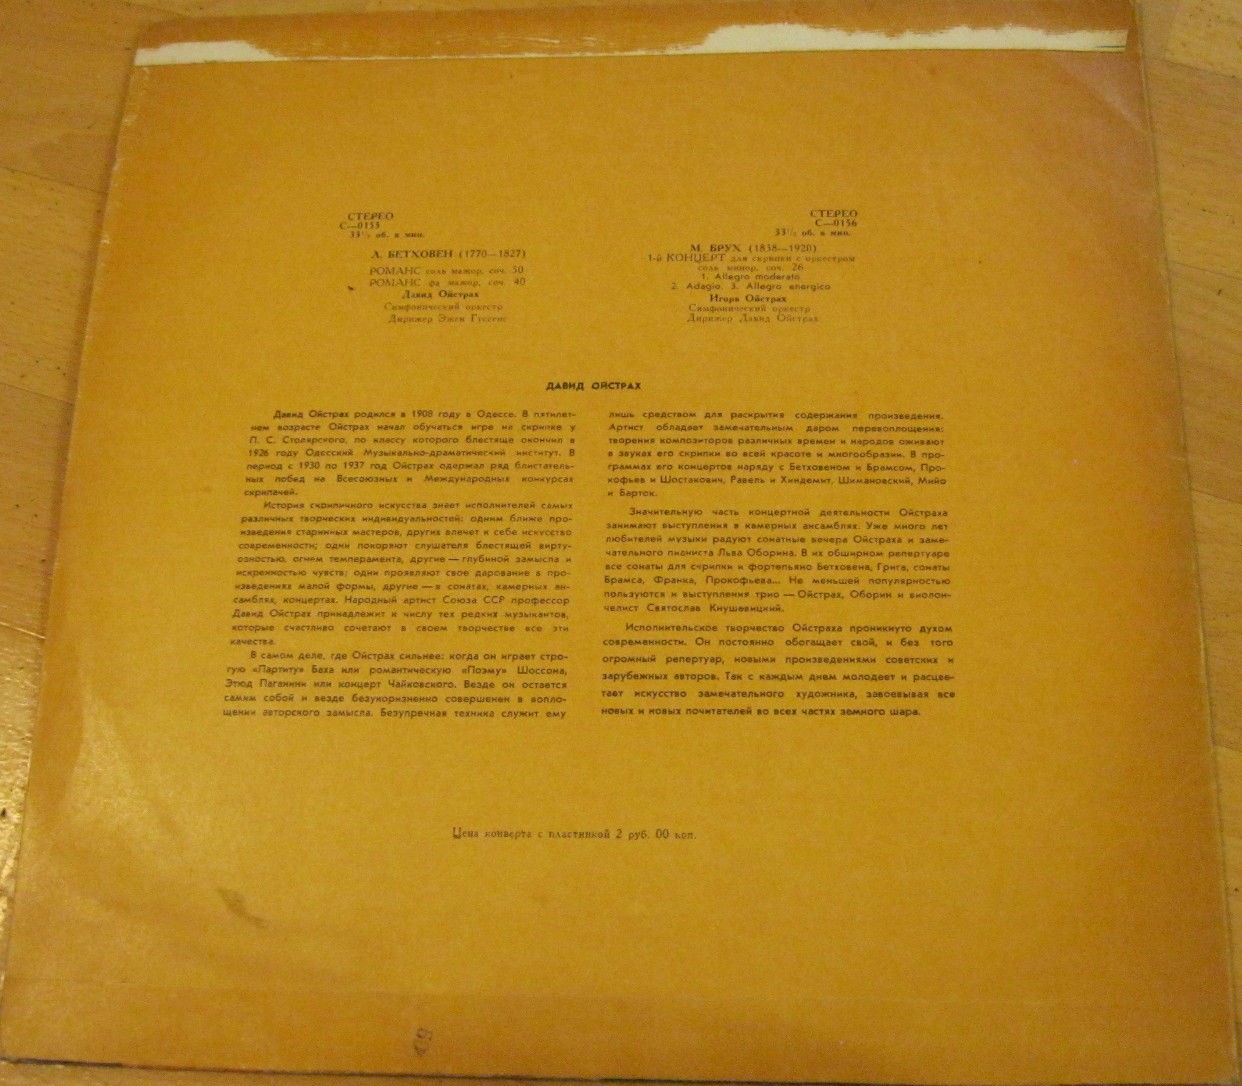 СТЕРЕО
С—0155
33⅓ об. в мин.
Л. БЕТХОВЕН (1770—1827)
РОМАНС соль мажор, соч. 50
РОМАНС фа мажор, соч. 40
Давид Ойстрах
Симфонический оркестр
Дирижер Эжен Гуссенс
СТЕРЕО
С—0156
33⅓ об. в мин.
М. БРУХ (1838—1920)
1-й КОНЦЕРТ для скрипки с оркестром
соль минор, соч. 26
1. Allegro moderato
2. Adagio. 3. Allegro energico
Игорь Ойстрах
Симфонический оркестр
Дирижер Давид Ойстрах
ДАВИД ОЙСТРАХ
Давид Ойстрах родился в 1908 году в Одессе. В пятилет-
нем возрасте Ойстрах начал обучаться игре на скрипке у
П. С. Столярского, по классу которого блестяще окончил в
1926 году Одесский Музыкально-драматический институт. В
период с 1930 по 1937 год Ойстрах одержал ряд блистатель-
ных побед на Всесоюзных и Международных конкурсах
скрипачей.
История скрипичного искусства знает исполнителей самых
различных творческих индивидуальностей: одним ближе про-
изведения старинных мастеров, других влечет к себе искусство
современности; одни покоряют слушателя блестящей вирту-
озностью, огнем темперамента, другие — глубиной замысла и
искренностью чувств; одни проявляют свое дарование в про-
изведениях малой формы, другие — в сонатах, камерных ан-
самблях, концертах. Народный артист Союза ССР профессор
Давид Ойстрах принадлежит к числу тех редких музыкантов,
которые счастливо сочетают в своем творчестве все эти
качества.
В самом деле, где Ойстрах сильнее: когда он играет стро-
гую «Партиту» Баха или романтическую «Поэму» Шоссона,
Этюд Паганини или концерт Чайковского. Везде он остается
самим собой и везде безукоризненно совершенен в вопло-
щении авторского замысла. Безупречная техника служит ему
лишь средством для раскрытия содержания произведения.
Артист обладает замечательным даром перевоплощения:
творения композиторов различных времен и народов оживают
в звуках его скрипки во всей красоте и многообразии. В про-
граммах его концертов наряду с Бетховеном и Брамсом, Про-
кофьев и Шостакович, Равель и Хиндемит, Шимановский, Мийо
и Барток.
Значительную часть концертной деятельности Ойстраха
занимают выступления в камерных ансамблях. Уже много лет
любителей музыки радуют сонатные вечера Ойстраха и заме-
чательного пианиста Льва Оборина. В их обширном репертуаре
все сонаты для скрипки и фортепьяно Бетховена, Грига, сонаты
Брамса, Франка, Прокофьева... Не меньшей популярностью
пользуются и выступления трио — Ойстрах, Оборин и виолон-
челист Святослав Кнушевицкий.
Исполнительское творчество Ойстраха проникнуто духом
современности. Он постоянно обогащает свой, и без того
огромный репертуар, новыми произведениями советских и
зарубежных авторов. Так с каждым днем молодеет и расцве-
тает искусство замечательного художника, завоевывая все
новых и новых почитателей во всех частях земного шара.
Цена конверта с пластинкой 2 руб. 00 коп.